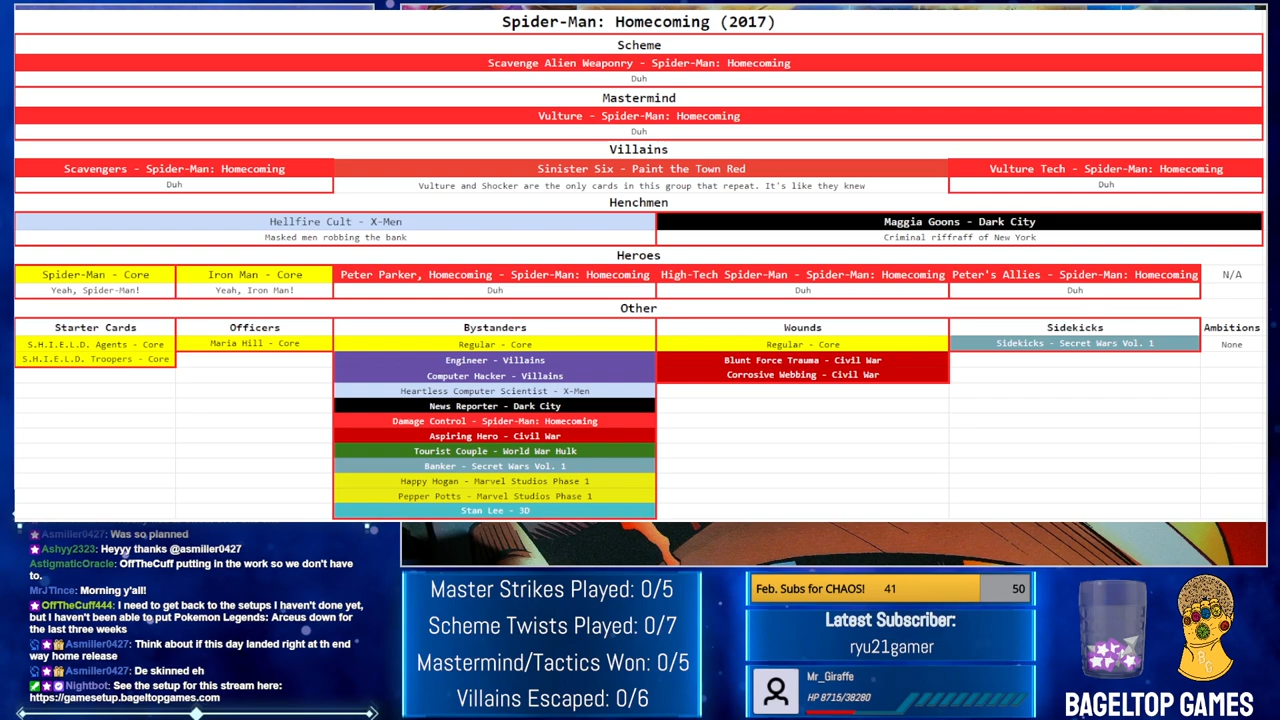 Spider-Man: Homecoming (2017)
Scheme
Scavenge Alien Weaponry - Spider-Man: Homecoming
Duh
Mastermind
Vulture - Spider-Man: Homecoming
Duh
Villains
Scavengers - Spider-Man: Homecoming
Sinister Six - Paint the Town Red
Vulture Tech - Spider-Man: Homecoming
Duh
Vulture and Shocker are the only cards in this group that repeat. It's like they knew
Duh
Henchmen
Hellfire Cult - X-Men
Maggia Goons - Dark City
Masked men robbing the bank
Criminal riffraff of New York
Heroes
Spider-Man - Core
Iron Man - Core
Peter Parker, Homecoming - Spider-Man: Homecoming
High-Tech Spider-Man - Spider-Man: Homecoming
Peter's Allies - Spider-Man: Homecoming
N/A
Yeah, Spider-Man!
Yeah, Iron Man!
Duh
Duh
Duh
Other
Starter Cards
Officers
Bystanders
Wounds
Sidekicks
Ambitions
S.H.I.E.L.D. Agents - Core
Maria Hill - Core
Regular - Core
Regular - Core
Sidekicks - Secret Wars Vol. 1
None
S.H.I.E.L.D. Troopers - Core
Engineer - Villains
Blunt Force Trauma - Civil War
Computer Hacker - Villains
Corrosive Webbing - Civil War
Heartless Computer Scientist - X-Men
News Reporter - Dark City
Damage Control - Spider-Man: Homecoming
Aspiring Hero - Civil War
Tourist Couple - World War Hulk
Banker - Secret Wars Vol. 1
Happy Hogan - Marvel Studios Phase 1
Pepper Potts - Marvel Studios Phase 1
Stan Lee - 3D
Asmiller0427: Was so planned
Ashyy2323: Heyyy thanks @asmiller0427
AstigmaticOracle: OffTheCuff putting in the work so we don't have
to.
MrJTince: Morning y'all!
OffTheCuff444: I need to get back to the setups I haven't done yet,
but I haven't been able to put Pokemon Legends: Arceus down for
the last three weeks
Asmiller0427: Think about if this day landed right at th end
way home release
Asmiller0427: De skinned eh
Nightbot: See the setup for this stream here:
https://gamesetup.bageltopgames.com
Master Strikes Played: 0/5
Scheme Twists Played: 0/7
Mastermind/Tactics Won: 0/5
Villains Escaped: 0/6
Feb. Subs for CHAOS! 41 50
Latest Subscriber:
ryu21gamer
Mr_Giraffe
HP 8715/38280
BG
BAGELTOP GAMES